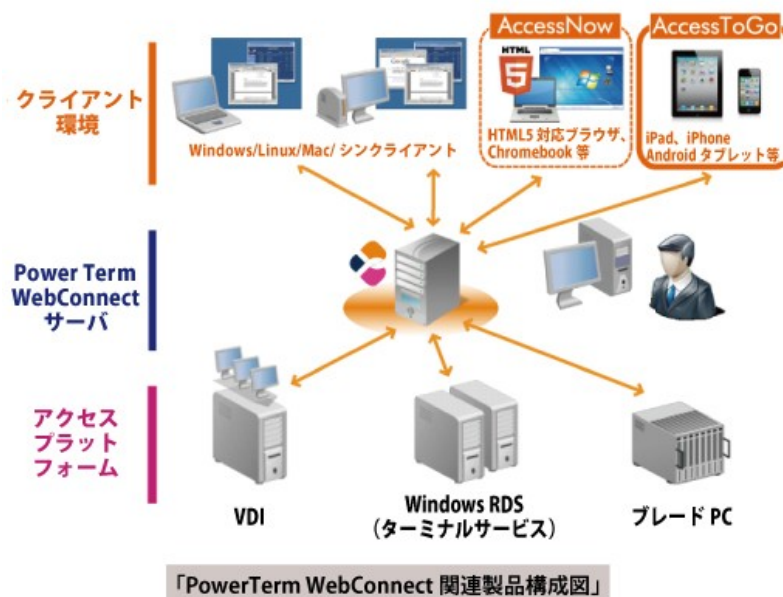 AccessNow
AccessToGo
HTML
5
クライアント
環境
Windows/Linux/Mac/ シンクライアント
HTML5 対応ブラウザ、
Chromebook 等
iPad、iPhone
Android タブレット等
Power Term
WebConnect
サーバ
アクセス
プラット
フォーム
VDI
Windows RDS
（ターミナルサービス）
ブレード PC
「PowerTerm WebConnect 関連製品構成図」